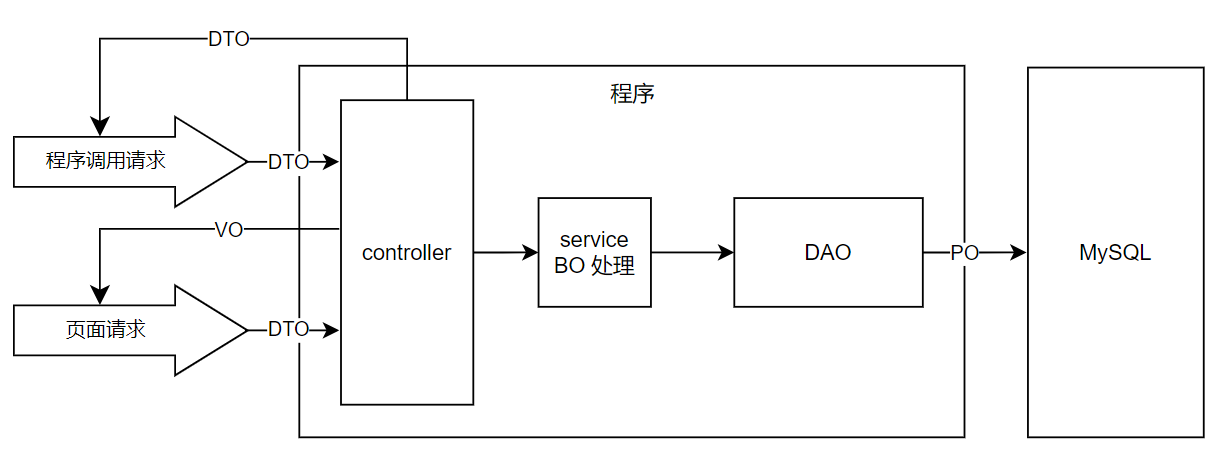 DTO
程序
程序调用请求
DTO
VO
controller
service
BO 处理
DAO
PO
MySQL
页面请求
DTO